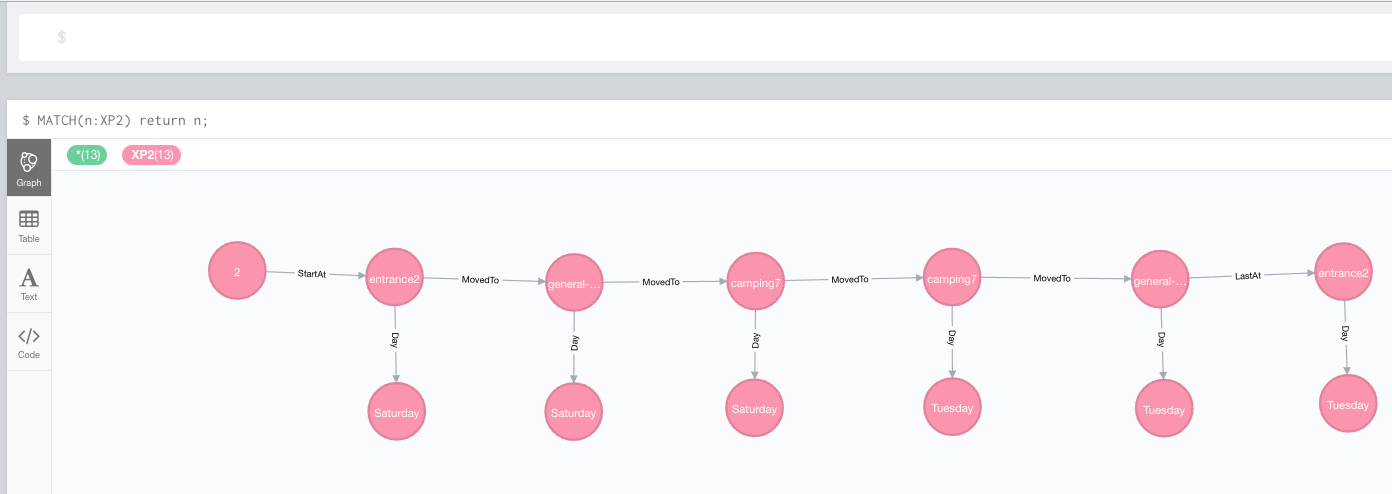 $
$ MATCH(n:XP2) return n;
*(13) XP2(13)
Graph
Table
A
Text
</>
Code
2 StartAt entrance2 MovedTo general-... MovedTo camping7 MovedTo camping7 MovedTo general-... LastAt entrance2
Day Day Day Day Day Day
Saturday Saturday Saturday Tuesday Tuesday Tuesday